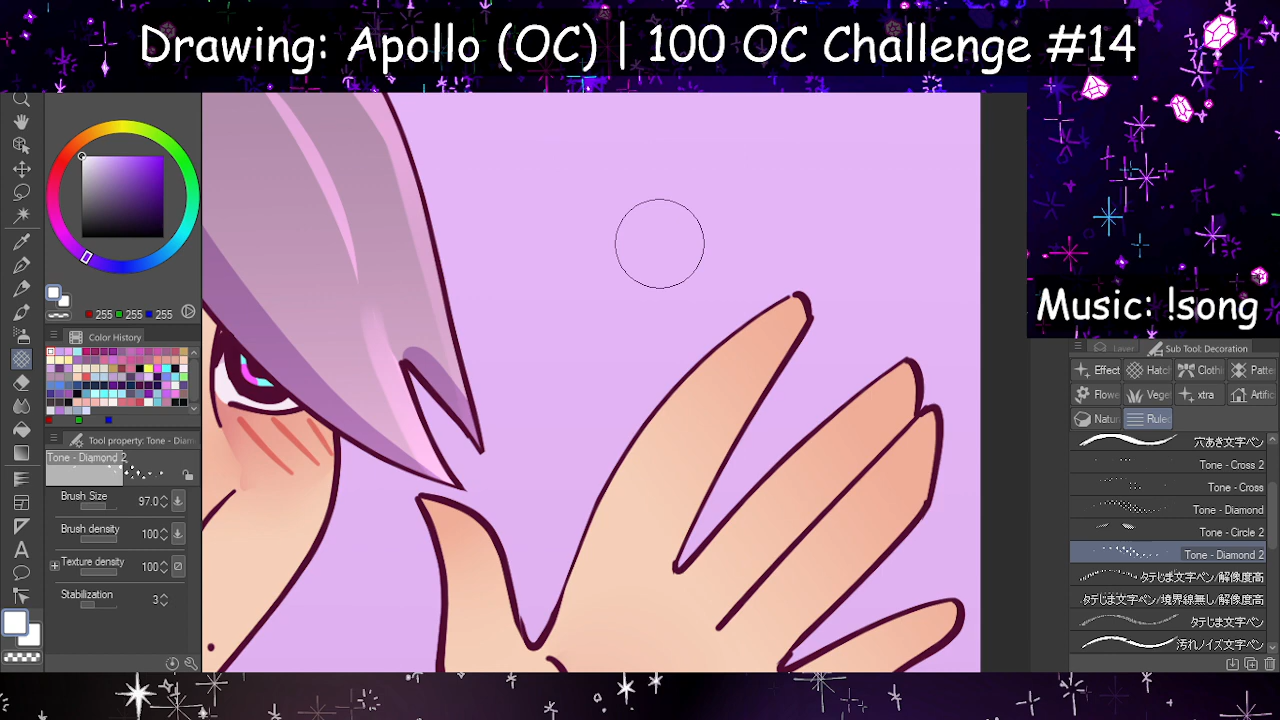 Drawing: Apollo (OC) | 100 OC Challenge #14
Music: !song
255 255 255
Color History
Tool property: Tone - Diam
Tone - Diamond 2
Brush Size 97.0
Brush density 100
Texture density 100
Stabilization 3
Layer Sub Tool: Decoration
Effect Hatch Clothi Patte
Flowe Vege xtra Artific
Natur Ruler
穴あき文字ペン
Tone - Cross 2
Tone - Cross
Tone - Diamond
Tone - Circle 2
Tone - Diamond 2
タテじま文字ペン/解像度高
タテじま文字ペン/境界線無し/解像度高
タテじま文字ペン
汚れノイズ文字ペン